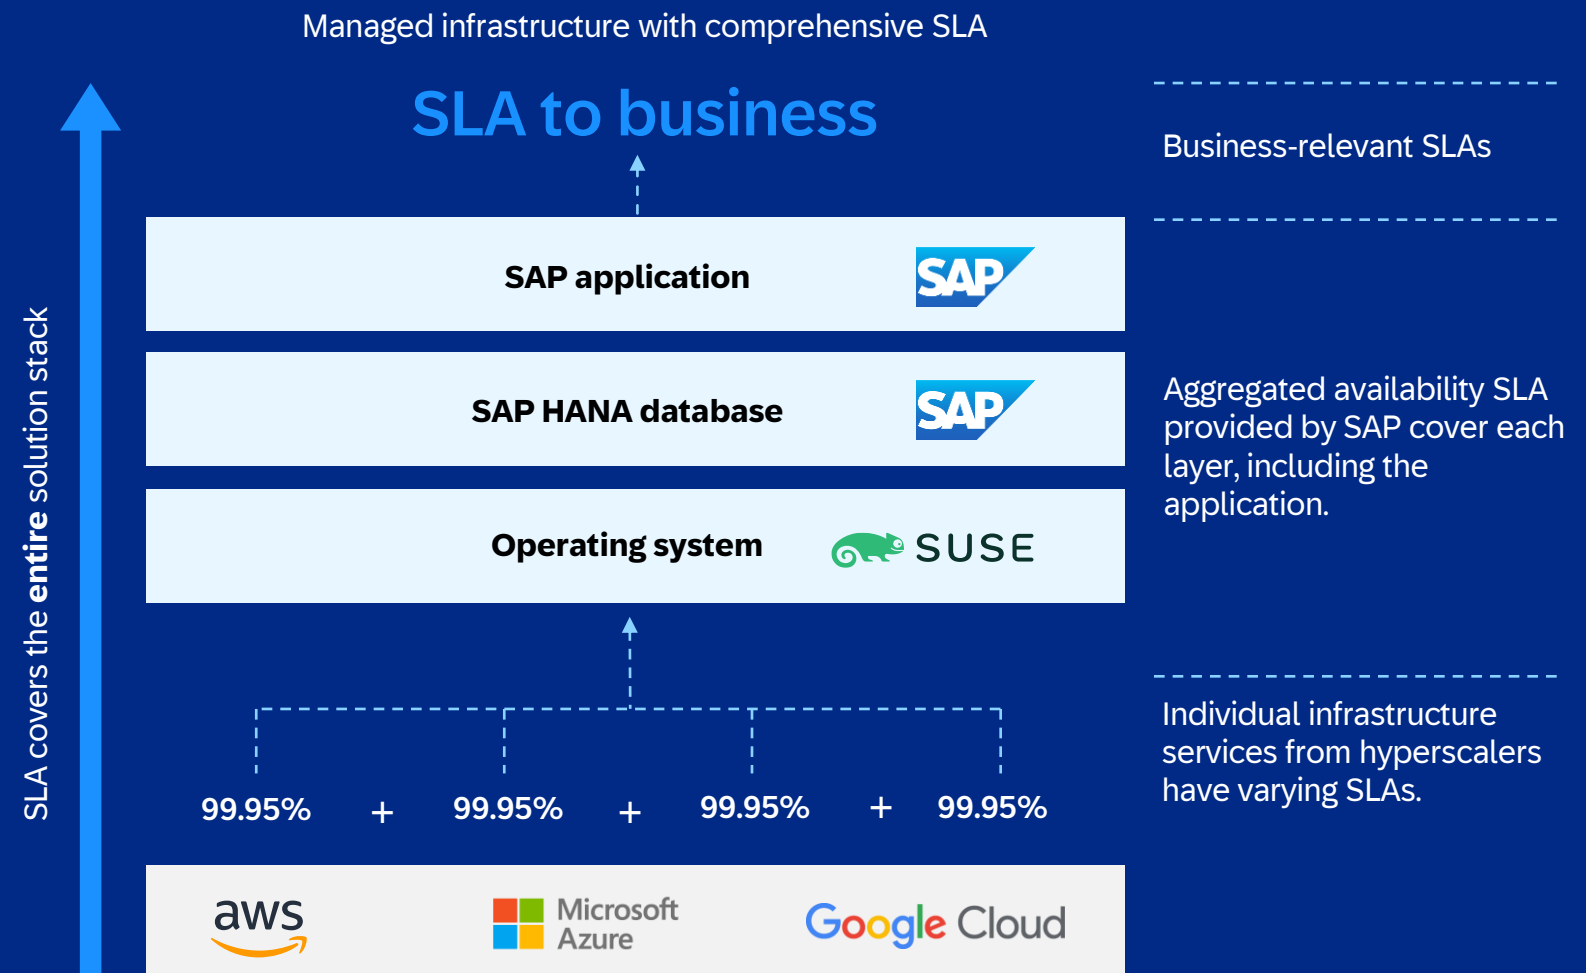 Managed infrastructure with comprehensive SLA
SLA to business
Business-relevant SLAs
SLA covers the entire solution stack
SAP application
SAP
SAP HANA database
SAP
Operating system
SUSE
Aggregated availability SLA
provided by SAP cover each
layer, including the
application.
Individual infrastructure
services from hyperscalers
have varying SLAs.
99.95% + 99.95% + 99.95% + 99.95%
aws
Microsoft
Azure
Google Cloud